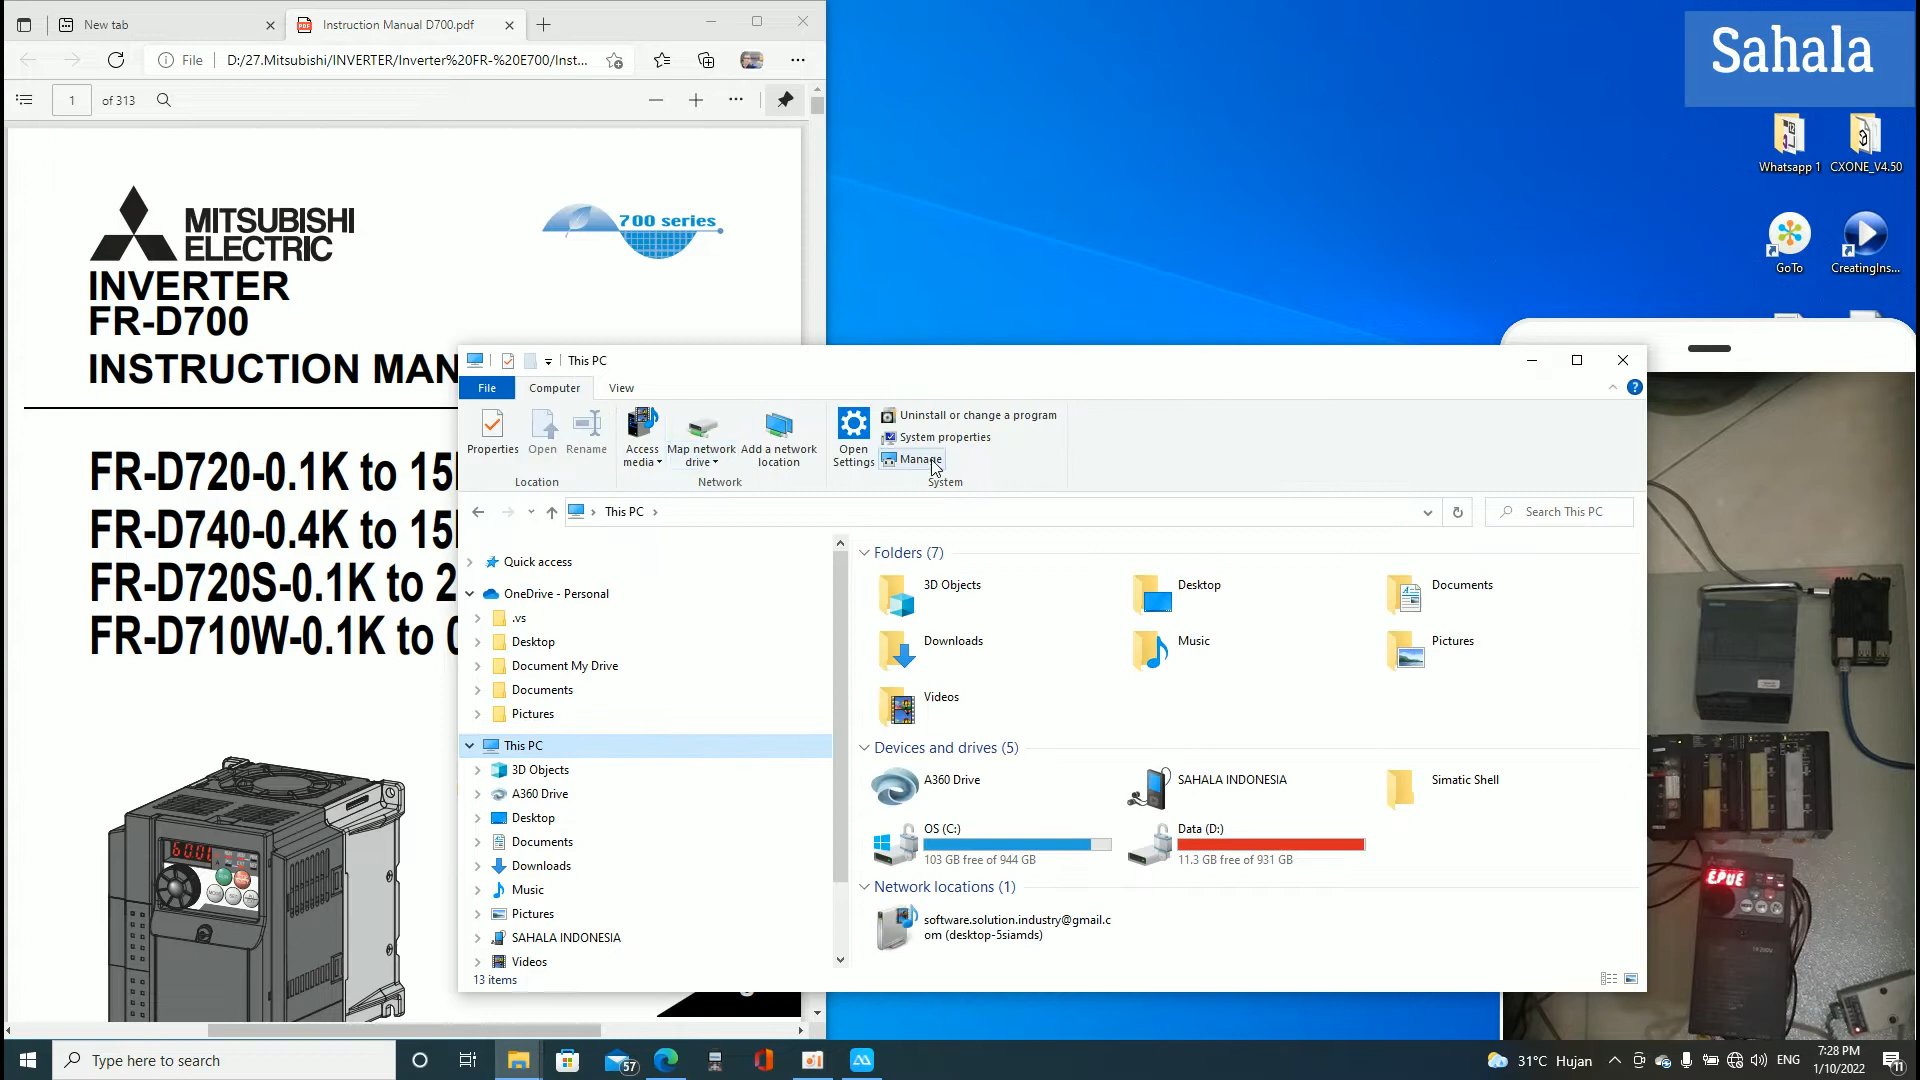 New tab
Instruction Manual D700.pdf
File
D:/27.Mitsubishi/INVERTER/Inverter%20FR-%20E700/Inst...
1
of 313
MITSUBISHI
ELECTRIC
700 series
INVERTER
FR-D700
INSTRUCTION MAN
FR-D720-0.1K to 15
FR-D740-0.4K to 15
FR-D720S-0.1K to 2
FR-D710W-0.1K to 0
Sahala
Whatsapp 1
CXONE_V4.50
GoTo
CreatingIns...
This PC
File
Computer
View
Properties
Open
Rename
Access
media
Map network
drive
Add a network
location
Open
Settings
Uninstall or change a program
System properties
Manage
Location
Network
System
This PC
Search This PC
Quick access
OneDrive - Personal
.vs
Desktop
Document My Drive
Documents
Pictures
This PC
3D Objects
A360 Drive
Desktop
Documents
Downloads
Music
Pictures
SAHALA INDONESIA
Videos
13 items
Folders (7)
3D Objects
Desktop
Documents
Downloads
Music
Pictures
Videos
Devices and drives (5)
A360 Drive
SAHALA INDONESIA
Simatic Shell
OS (C:)
103 GB free of 944 GB
Data (D:)
11.3 GB free of 931 GB
Network locations (1)
software.solution.industry@gmail.c
om (desktop-5siamds)
E.PUE
Type here to search
57
31°C Hujan
ENG
7:28 PM
1/10/2022
11